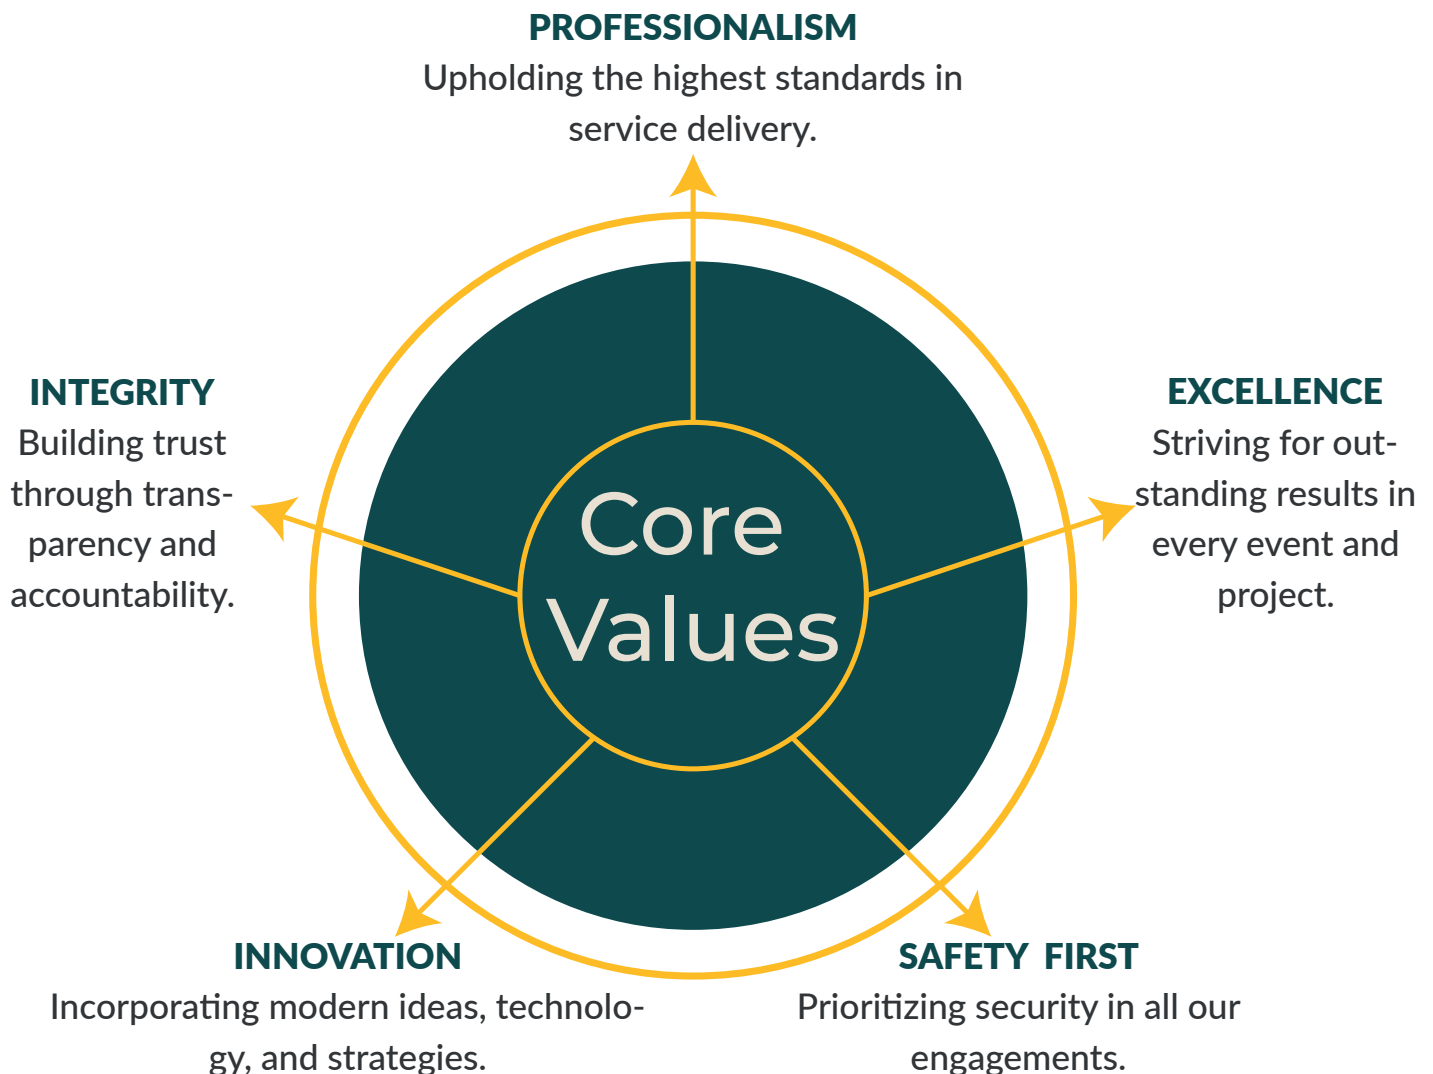 PROFESSIONALISM
Upholding the highest standards in
service delivery.
INTEGRITY
Building trust
through trans-
parency and
accountability.
Core
Values
EXCELLENCE
Striving for out-
standing results in
every event and
project.
INNOVATION
Incorporating modern ideas, technolo-
gy, and strategies.
SAFETY FIRST
Prioritizing security in all our
engagements.